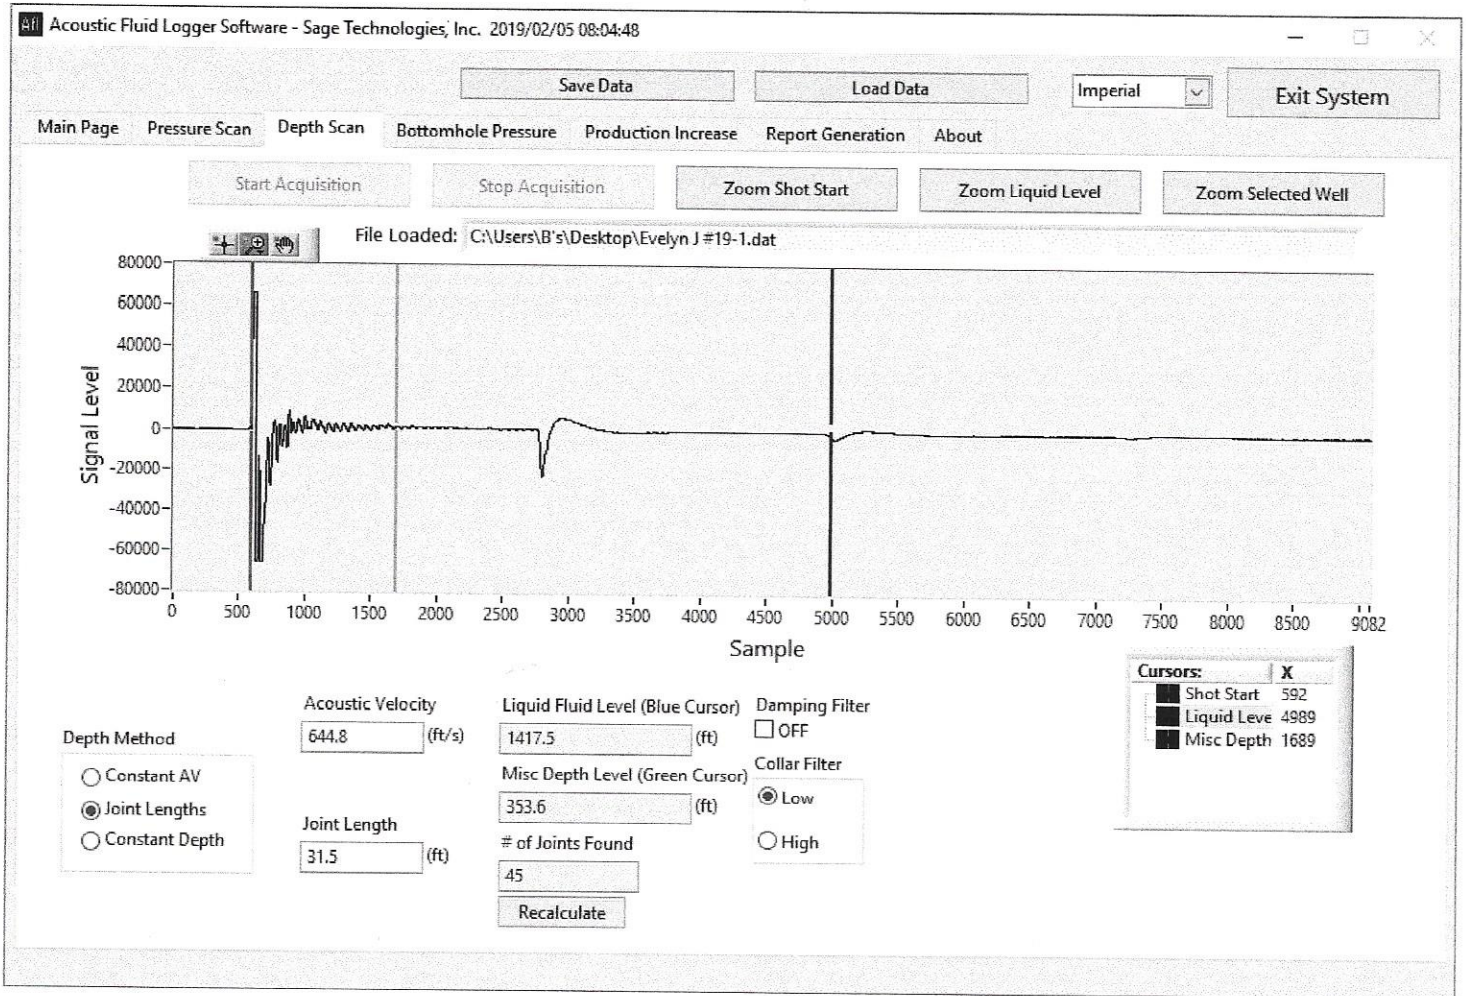 Afl Acoustic Fluid Logger Software - Sage Technologies, Inc. 2019/02/05 08:04:48
Save Data Load Data Imperial Exit System
Main Page Pressure Scan Depth Scan Bottomhole Pressure Production Increase Report Generation About
Start Acquisition Stop Acquisition Zoom Shot Start Zoom Liquid Level Zoom Selected Well
File Loaded: C:\Users\B's\Desktop\Evelyn J #19-1.dat
80000
60000
40000
20000
0
-20000
-40000
-60000
-80000
Signal Level
0 500 1000 1500 2000 2500 3000 3500 4000 4500 5000 5500 6000 6500 7000 7500 8000 8500 9082
Sample
Cursors: X
Shot Start 592
Liquid Leve 4989
Misc Depth 1689
Depth Method
Constant AV
Joint Lengths
Constant Depth
Acoustic Velocity
644.8 (ft/s)
Joint Length
31.5 (ft)
Liquid Fluid Level (Blue Cursor)
1417.5 (ft)
Misc Depth Level (Green Cursor)
353.6 (ft)
# of Joints Found
45
Recalculate
Damping Filter
OFF
Collar Filter
Low
High